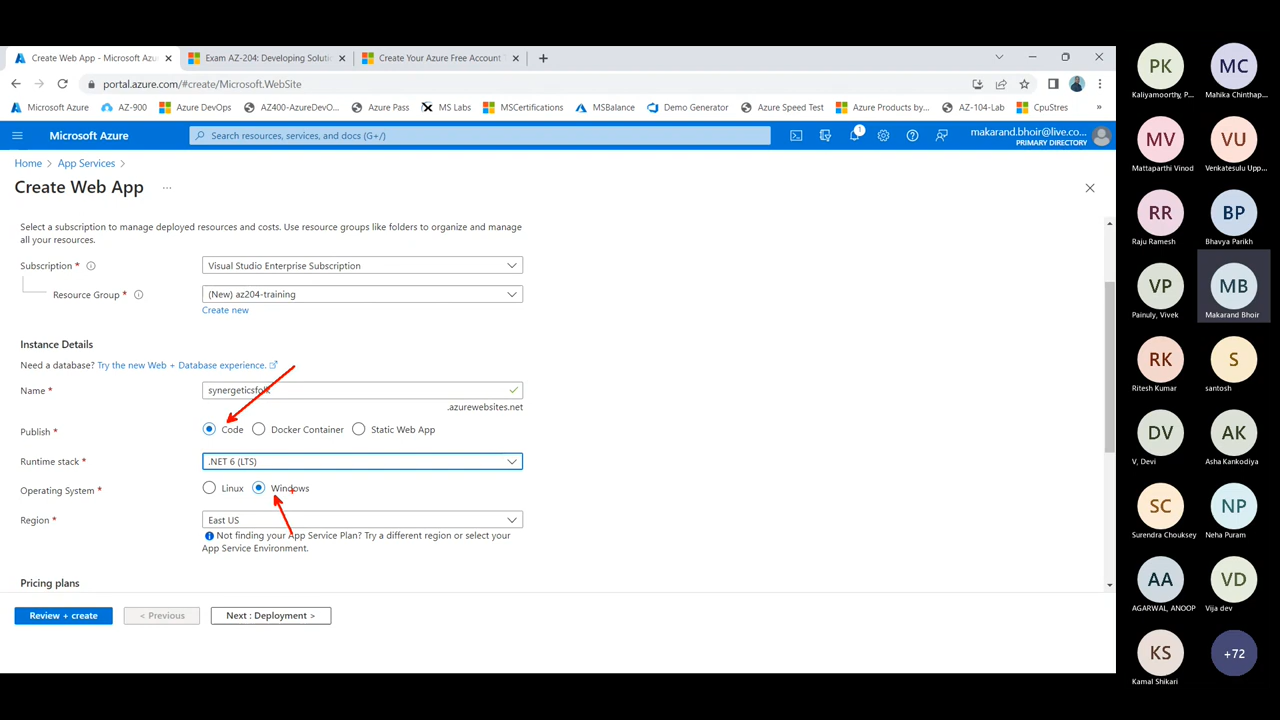 Create Web App - Microsoft Azu
Exam AZ-204: Developing Solutio
Create Your Azure Free Account T
portal.azure.com/#create/Microsoft.WebSite
Microsoft Azure
AZ-900
Azure DevOps
AZ400-AzureDevO...
Azure Pass
MS Labs
MSCertifications
MSBalance
Demo Generator
Azure Speed Test
Azure Products by...
AZ-104-Lab
CpuStres
»
Microsoft Azure
Search resources, services, and docs (G+/)
1
makarand.bhoir@live.co...
PRIMARY DIRECTORY
Home > App Services >
Create Web App ...
Select a subscription to manage deployed resources and costs. Use resource groups like folders to organize and manage
all your resources.
Subscription *
Visual Studio Enterprise Subscription
Resource Group *
(New) az204-training
Create new
Instance Details
Need a database? Try the new Web + Database experience.
Name *
.azurewebsites.net
Publish *
Code
Docker Container
Static Web App
Runtime stack *
.NET 6 (LTS)
Operating System *
Linux
Windows
Region *
East US
Not finding your App Service Plan? Try a different region or select your
App Service Environment.
Pricing plans
Review + create
< Previous
Next : Deployment >
PK
Kaliyamoorthy, P...
MC
Mahika Chinthap...
MV
Mattaparthi Vinod
VU
Venkatesulu Upp...
RR
Raju Ramesh
BP
Bhavya Parikh
VP
Painuly, Vivek
MB
Makarand Bhoir
RK
Ritesh Kumar
S
santosh
DV
V, Devi
AK
Asha Kankodiya
SC
Surendra Chouksey
NP
Neha Puram
AA
AGARWAL, ANOOP
VD
Vija dev
KS
Kamal Shikari
+72